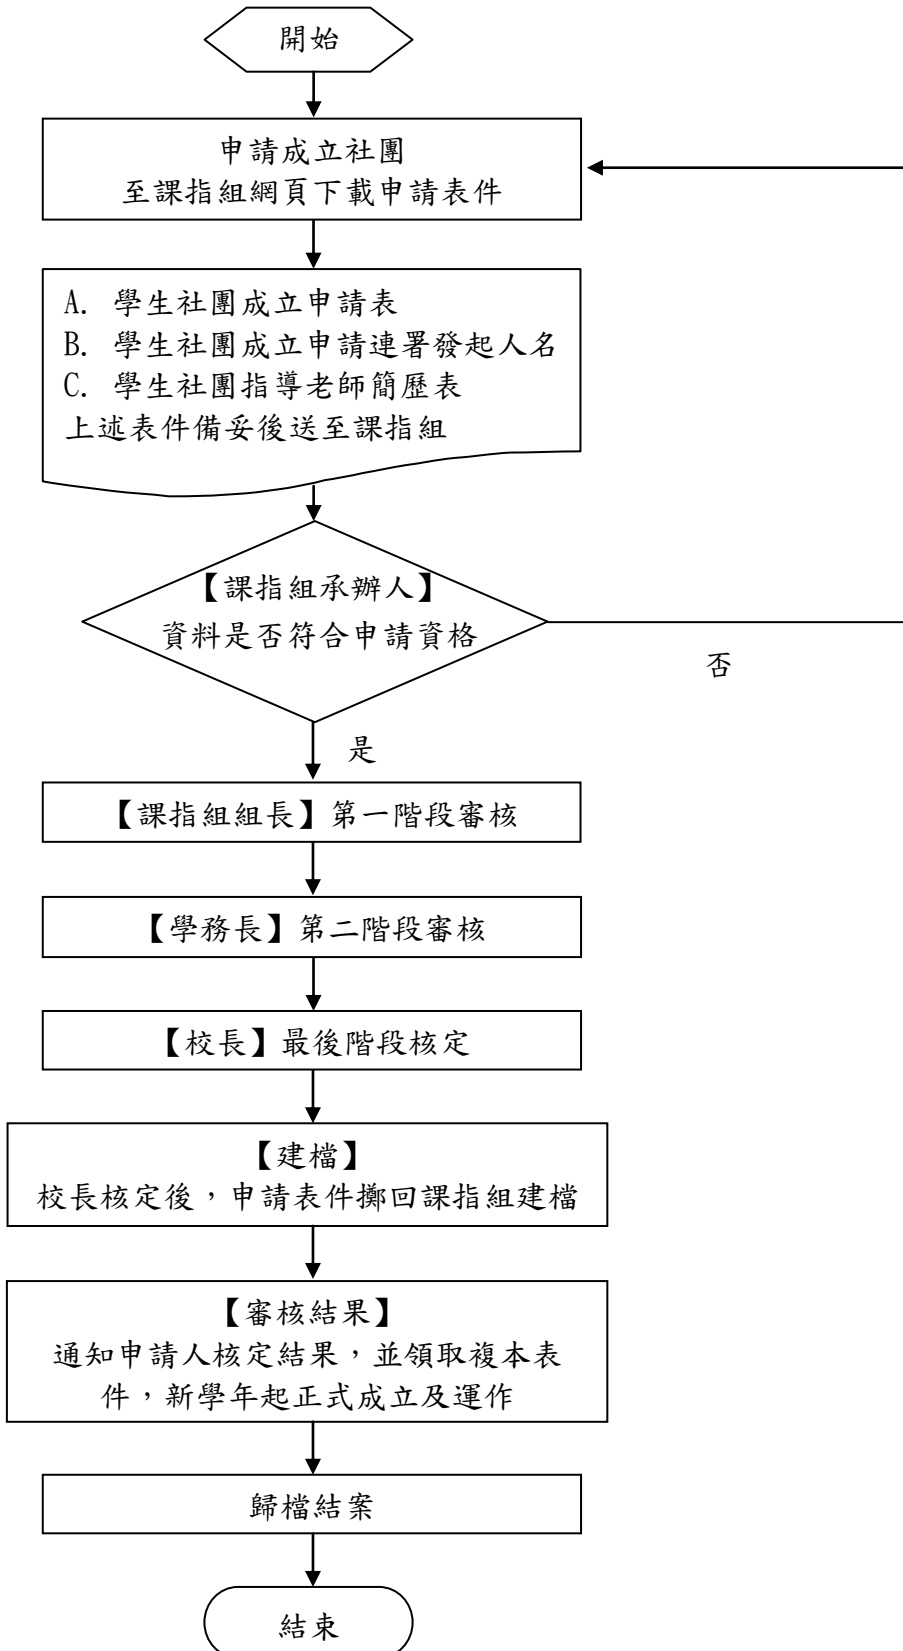 開始
申請成立社團
至課指組網頁下載申請表件
A. 學生社團成立申請表
B. 學生社團成立申請連署發起人名
C. 學生社團指導老師簡歷表
上述表件備妥後送至課指組
【課指組承辦人】
資料是否符合申請資格
否
是
【課指組組長】第一階段審核
【學務長】第二階段審核
【校長】最後階段核定
【建檔】
校長核定後，申請表件擲回課指組建檔
【審核結果】
通知申請人核定結果，並領取複本表
件，新學年起正式成立及運作
歸檔結案
結束